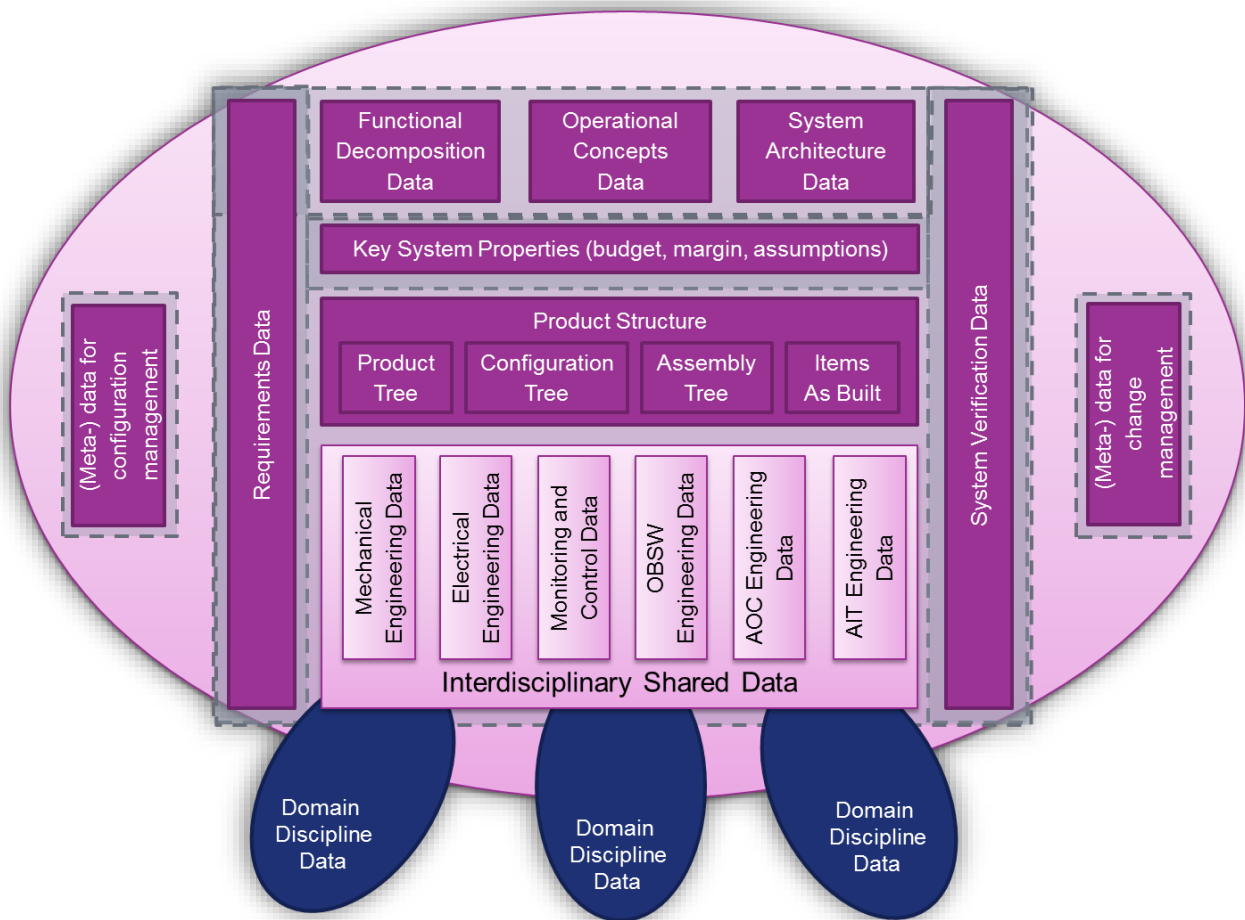 Functional
Decomposition
Data
Operational
Concepts
Data
System
Architecture
Data
Key System Properties (budget, margin, assumptions)
Product Structure
Product
Tree
Configuration
Tree
Assembly
Tree
Items
As Built
(Meta-) data for
configuration
management
Requirements Data
System Verification Data
(Meta-) data for
change
management
Mechanical
Engineering Data
Electrical
Engineering Data
Monitoring and
Control Data
OBSW
Engineering Data
AOC Engineering
Data
AIT Engineering
Data
Interdisciplinary Shared Data
Domain
Discipline
Data
Domain
Discipline
Data
Domain
Discipline
Data